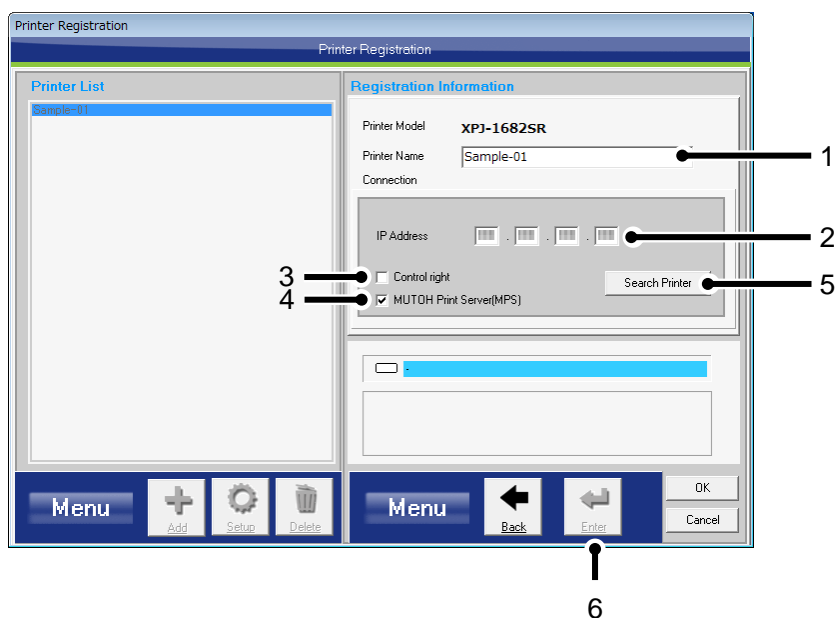 Printer Registration
Printer Registration
Printer List
Sample-01
Registration Information
Printer Model XPJ-1682SR
Printer Name Sample-01
1
Connection
IP Address . . .
2
3
Control right
Search Printer
5
4
MUTOH Print Server(MPS)
-
Menu
Add
Setup
Delete
Menu
Back
Enter
OK
Cancel
6